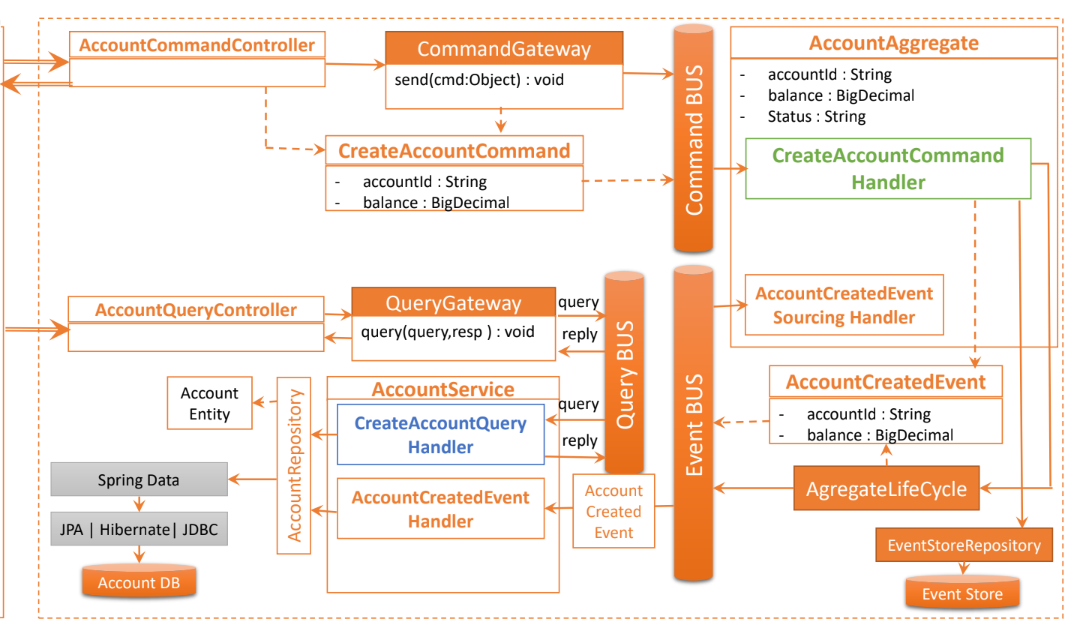 AccountCommandController
CommandGateway
send(cmd:Object) : void
CreateAccountCommand
- accountId : String
- balance : BigDecimal
Command BUS
AccountAggregate
- accountId : String
- balance : BigDecimal
- Status : String
CreateAccountCommand
Handler
AccountCreatedEvent
Sourcing Handler
AccountQueryController
QueryGateway
query(query,resp ) : void
query
reply
Query BUS
Event BUS
AccountCreatedEvent
- accountId : String
- balance : BigDecimal
AgregateLifeCycle
EventStoreRepository
Event Store
Account
Entity
AccountRepository
AccountService
CreateAccountQuery
Handler
query
reply
AccountCreatedEvent
Handler
Account
Created
Event
Spring Data
JPA | Hibernate| JDBC
Account DB